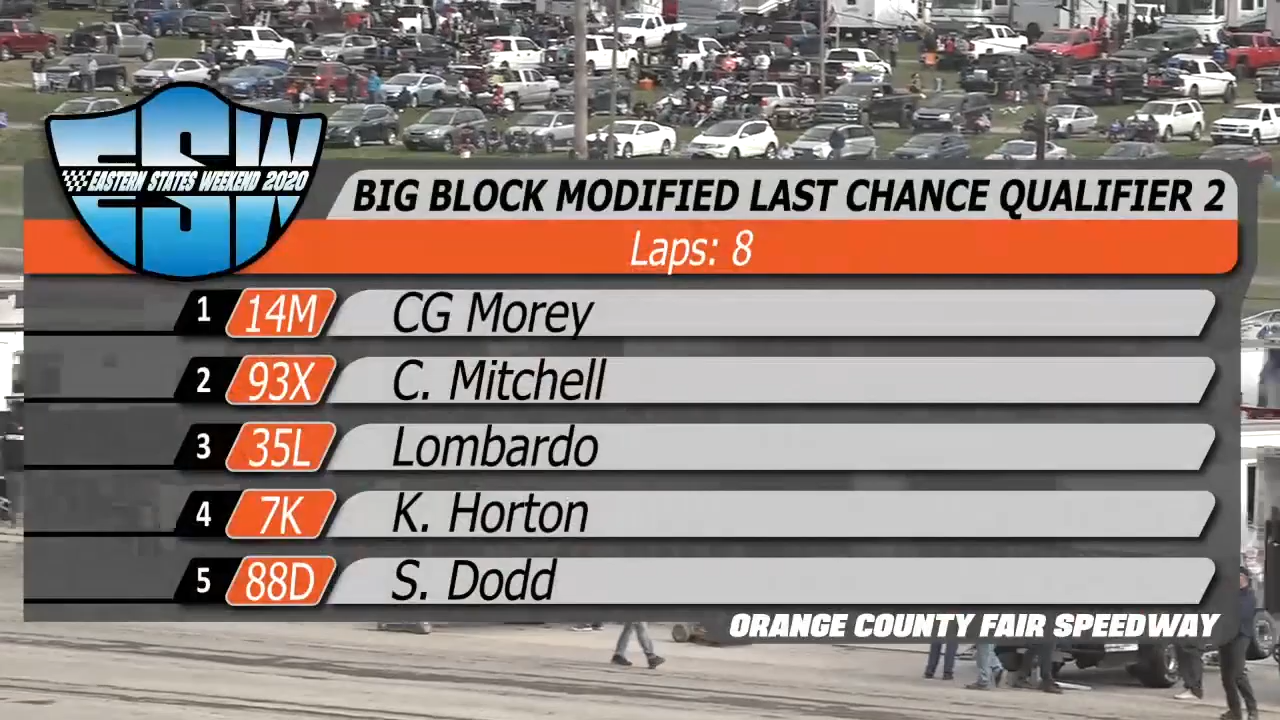 ESW
EASTERN STATES WEEKEND 2020
BIG BLOCK MODIFIED LAST CHANCE QUALIFIER 2
Laps: 8
1 14M CG Morey
2 93X C. Mitchell
3 35L Lombardo
4 7K K. Horton
5 88D S. Dodd
ORANGE COUNTY FAIR SPEEDWAY